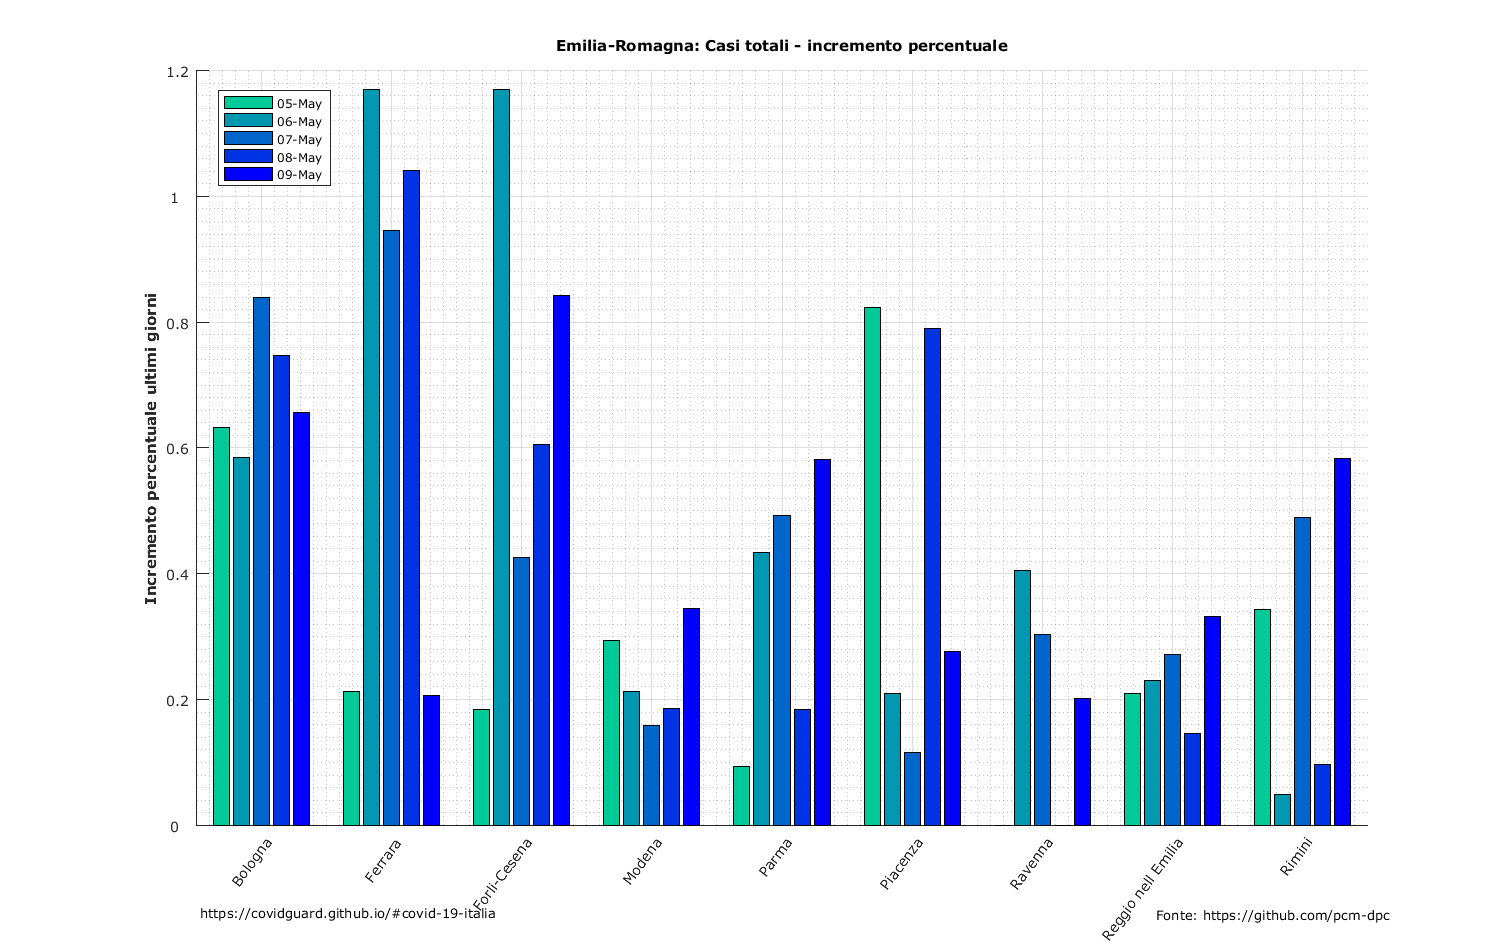 Emilia-Romagna: Casi totali - incremento percentuale
1.2
1
0.8
0.6
0.4
0.2
0
Incremento percentuale ultimi giorni
05-May
06-May
07-May
08-May
09-May
Bologna
Ferrara
Forlì-Cesena
Modena
Parma
Piacenza
Ravenna
Reggio nell Emilia
Rimini
https://covidguard.github.io/#covid-19-italia
Fonte: https://github.com/pcm-dpc